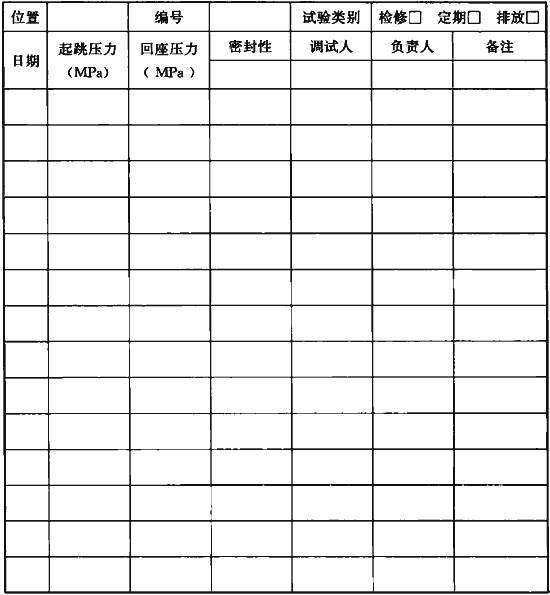 位置 编号 试验类别 检修□ 定期□ 排放□
日期 起跳压力 回座压力 密封性 调试人 负责人 备注
（MPa） （ MPa ）